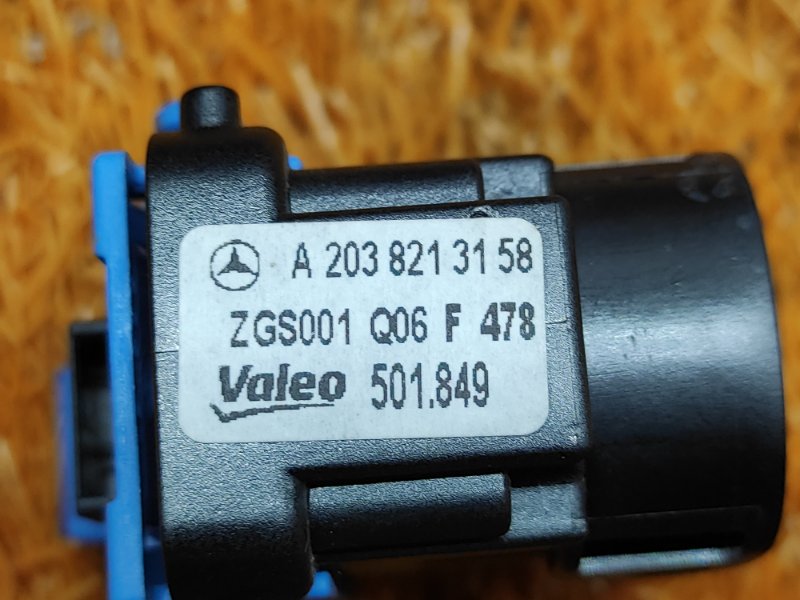 A 203 821 31 58
ZGS001 Q06 F 478
Valeo 501.849